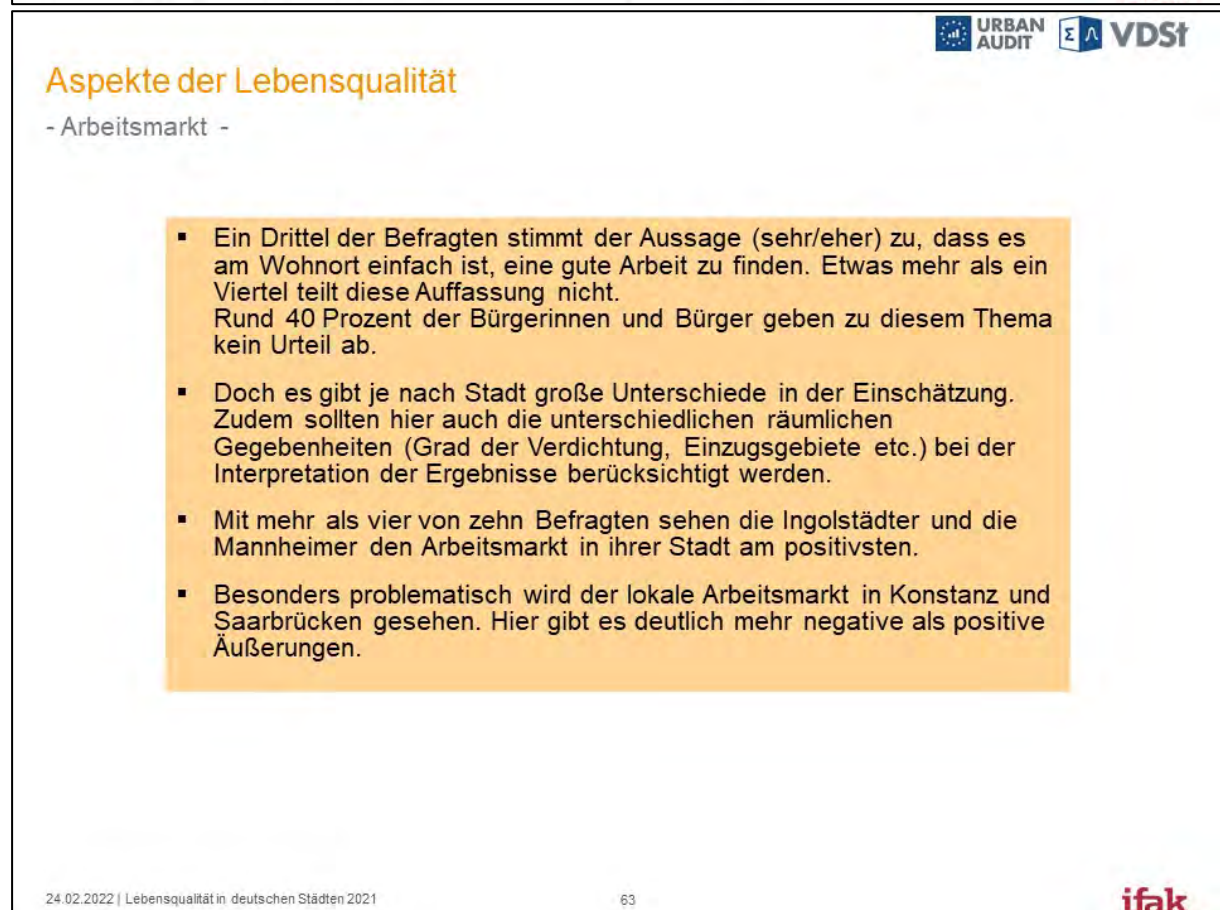 URBAN
AUDIT
Σ VDSt
Aspekte der Lebensqualität
- Arbeitsmarkt -
▪ Ein Drittel der Befragten stimmt der Aussage (sehr/eher) zu, dass es
am Wohnort einfach ist, eine gute Arbeit zu finden. Etwas mehr als ein
Viertel teilt diese Auffassung nicht.
Rund 40 Prozent der Bürgerinnen und Bürger geben zu diesem Thema
kein Urteil ab.
▪ Doch es gibt je nach Stadt große Unterschiede in der Einschätzung.
Zudem sollten hier auch die unterschiedlichen räumlichen
Gegebenheiten (Grad der Verdichtung, Einzugsgebiete etc.) bei der
Interpretation der Ergebnisse berücksichtigt werden.
▪ Mit mehr als vier von zehn Befragten sehen die Ingolstädter und die
Mannheimer den Arbeitsmarkt in ihrer Stadt am positivsten.
▪ Besonders problematisch wird der lokale Arbeitsmarkt in Konstanz und
Saarbrücken gesehen. Hier gibt es deutlich mehr negative als positive
Äußerungen.
24.02.2022 | Lebensqualität in deutschen Städten 2021
63
ifak